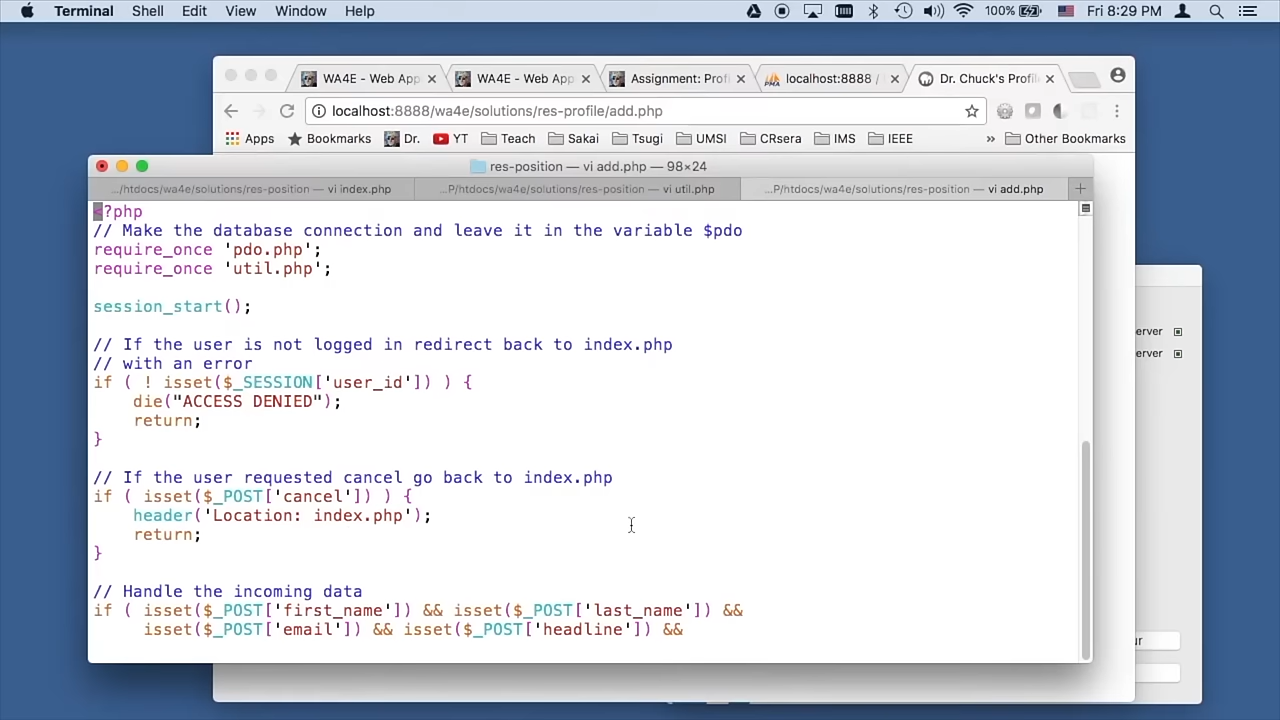 Terminal Shell Edit View Window Help 100% Fri 8:29 PM
WA4E - Web App WA4E - Web App Assignment: Profi localhost:8888 / Dr. Chuck's Profil
localhost:8888/wa4e/solutions/res-profile/add.php
Apps Bookmarks Dr. YT Teach Sakai Tsugi UMSI CRsera IMS IEEE » Other Bookmarks
res-position — vi add.php — 98×24
.../htdocs/wa4e/solutions/res-position — vi index.php ...P/htdocs/wa4e/solutions/res-position — vi util.php ...P/htdocs/wa4e/solutions/res-position — vi add.php +
<?php
// Make the database connection and leave it in the variable $pdo
require_once 'pdo.php';
require_once 'util.php';
session_start();
// If the user is not logged in redirect back to index.php
// with an error
if ( ! isset($_SESSION['user_id']) ) {
die("ACCESS DENIED");
return;
}
// If the user requested cancel go back to index.php
if ( isset($_POST['cancel']) ) {
header('Location: index.php');
return;
}
// Handle the incoming data
if ( isset($_POST['first_name']) && isset($_POST['last_name']) &&
isset($_POST['email']) && isset($_POST['headline']) &&
erver
erver